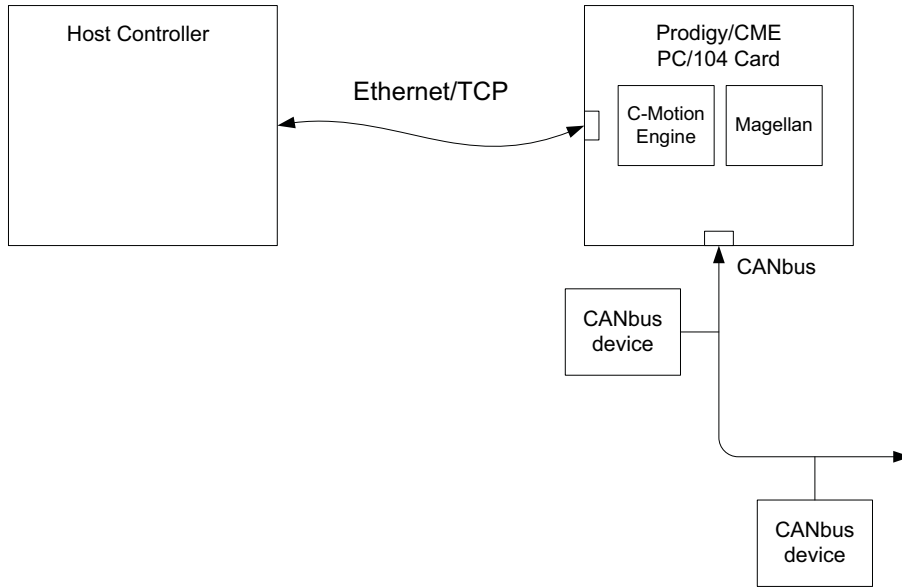 Host Controller
Ethernet/TCP
Prodigy/CME
PC/104 Card
C-Motion
Engine
Magellan
CANbus
CANbus
device
CANbus
device